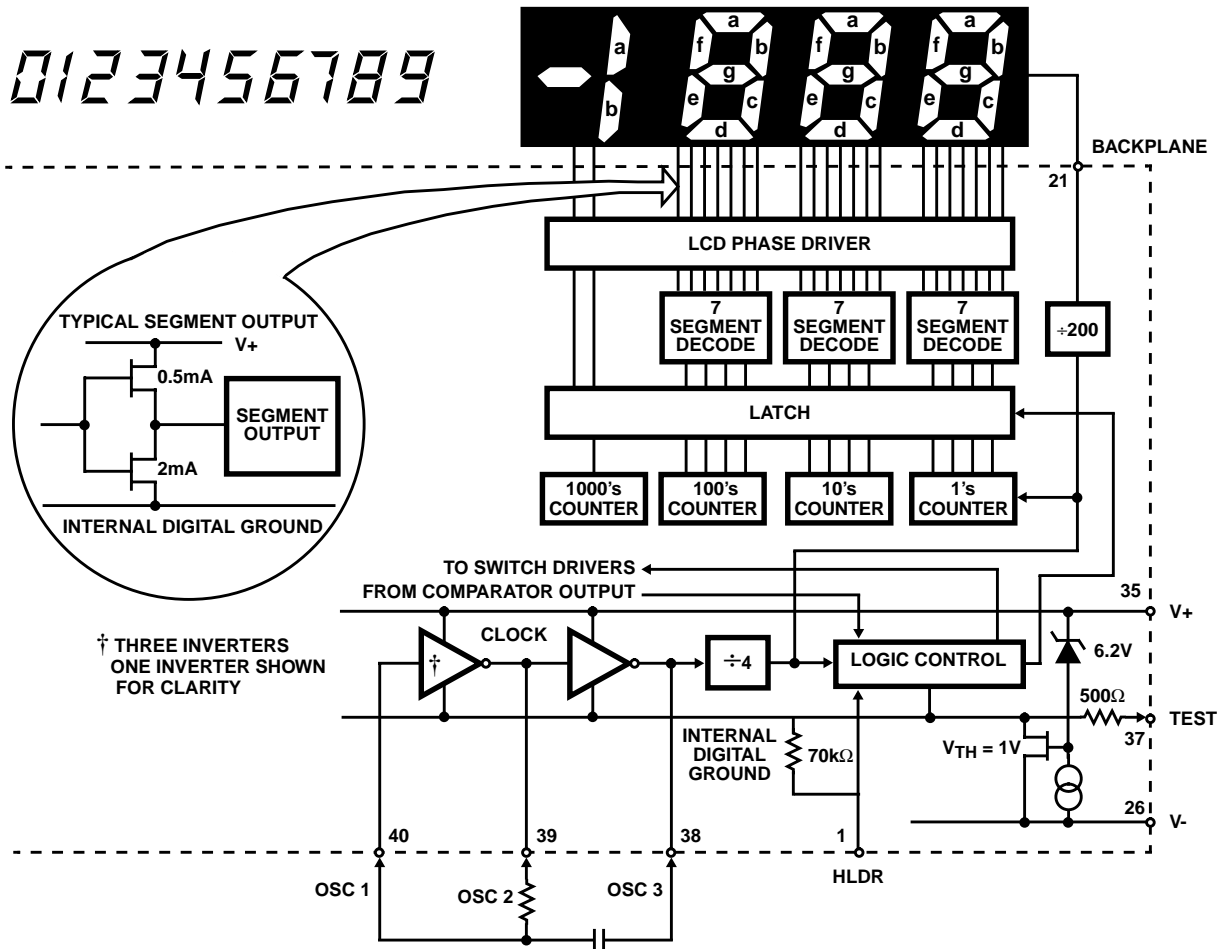 0123456789
a
b
a
f
b
g
e
c
d
a
f
b
g
e
c
d
a
f
b
g
e
c
d
BACKPLANE
21
LCD PHASE DRIVER
TYPICAL SEGMENT OUTPUT
V+
0.5mA
SEGMENT
OUTPUT
2mA
INTERNAL DIGITAL GROUND
7
SEGMENT
DECODE
7
SEGMENT
DECODE
7
SEGMENT
DECODE
÷200
LATCH
1000's
COUNTER
100's
COUNTER
10's
COUNTER
1's
COUNTER
TO SWITCH DRIVERS
FROM COMPARATOR OUTPUT
35
V+
† THREE INVERTERS
ONE INVERTER SHOWN
FOR CLARITY
†
CLOCK
÷4
LOGIC CONTROL
6.2V
500Ω
TEST
37
INTERNAL
DIGITAL
GROUND
70kΩ
VTH = 1V
26
V-
40
39
38
1
OSC 1
OSC 2
OSC 3
HLDR